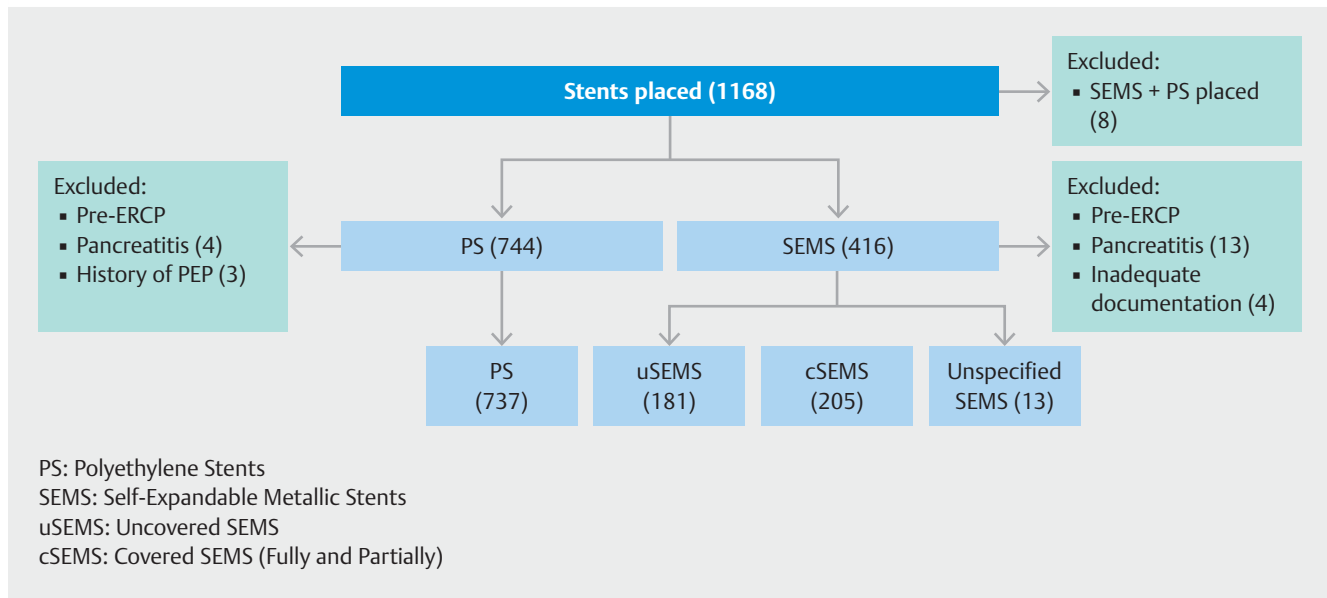 Stents placed (1168)
Excluded:
▪ SEMS + PS placed
(8)
Excluded:
▪ Pre-ERCP
▪ Pancreatitis (4)
▪ History of PEP (3)
PS (744)
SEMS (416)
Excluded:
▪ Pre-ERCP
▪ Pancreatitis (13)
▪ Inadequate
documentation (4)
PS
(737)
uSEMS
(181)
cSEMS
(205)
Unspecified
SEMS (13)
PS: Polyethylene Stents
SEMS: Self-Expandable Metallic Stents
uSEMS: Uncovered SEMS
cSEMS: Covered SEMS (Fully and Partially)